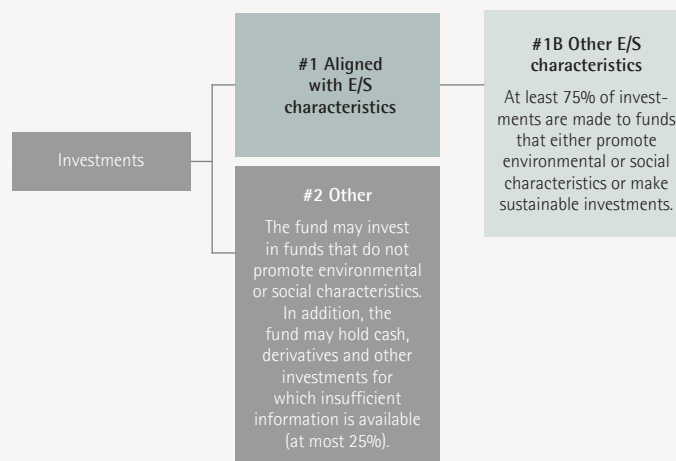 Investments
#1 Aligned
with E/S
characteristics
#1B Other E/S
characteristics
At least 75% of invest-
ments are made to funds
that either promote
environmental or social
characteristics or make
sustainable investments.
#2 Other
The fund may invest
in funds that do not
promote environmental
or social characteristics.
In addition, the
fund may hold cash,
derivatives and other
investments for
which insufficient
information is available
(at most 25%).